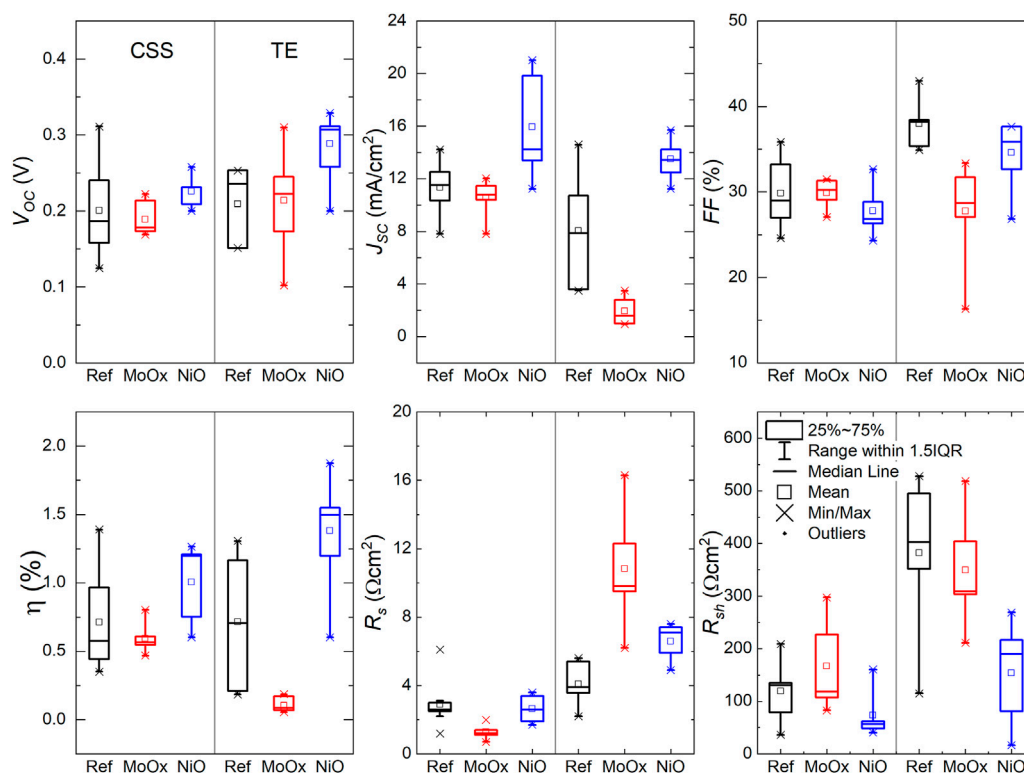 V_OC (V)
0.4
0.3
0.2
0.1
0.0
CSS TE
Ref MoOx NiO Ref MoOx NiO
J_SC (mA/cm²)
24
20
16
12
8
4
0
Ref MoOx NiO Ref MoOx NiO
FF (%)
50
40
30
20
10
Ref MoOx NiO Ref MoOx NiO
η (%)
2.0
1.5
1.0
0.5
0.0
Ref MoOx NiO Ref MoOx NiO
R_s (Ωcm²)
20
16
12
8
4
0
Ref MoOx NiO Ref MoOx NiO
R_sh (Ωcm²)
600
500
400
300
200
100
0
25%~75%
Range within 1.5IQR
Median Line
Mean
Min/Max
Outliers
Ref MoOx NiO Ref MoOx NiO